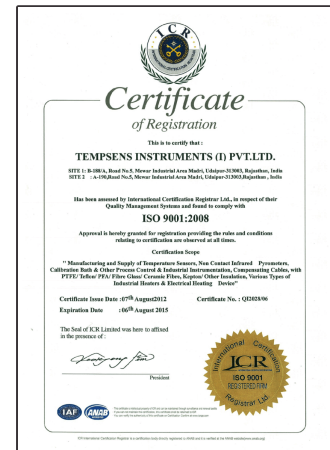 ICR
INTERNATIONAL CERTIFICATION REGISTRAR
Certificate
of Registration
This is to certify that :
TEMPSENS INSTRUMENTS (I) PVT.LTD.
SITE 1: B-188/A, Road No.5, Mewar Industrial Area Madri, Udaipur-313003, Rajasthan, India
SITE 2 : A-190,Road No.5, Mewar Industrial Area Madri, Udaipur-313003,Rajasthan , India
Has been assessed by International Certification Registrar Ltd., in respect of their
Quality Management Systems and found to comply with
ISO 9001:2008
Approval is hereby granted for registration providing the rules and conditions
relating to certification are observed at all times.
Certification Scope
" Manufacturing and Supply of Temperature Sensors, Non Contact Infrared Pyrometers,
Calibration Bath & Other Process Control & Industrial Instrumentation, Compensating Cables, with
PTFE/ Teflon/ PFA/ Fibre Glass/ Ceramic Fibre, Kepton/ Other Insulation, Various Types of
Industrial Heaters & Electrical Heating Device"
Certificate Issue Date :07th August2012 Certificate No. : QI2028/06
Expiration Date :06th August 2015
The Seal of ICR Limited was here to affixed
in the presence of :
President
International Certification
ICR
ISO 9001
REGISTERED FIRM
Registrar Ltd.
IAF
ANAB